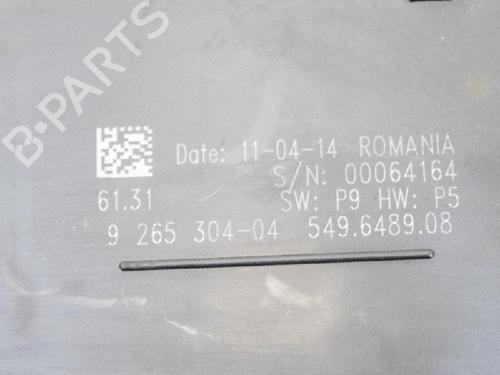 B-PARTS
Date: 11-04-14 ROMANIA
S/N: 00064164
61.31 SW: P9 HW: P5
9 265 304-04 549.6489.08